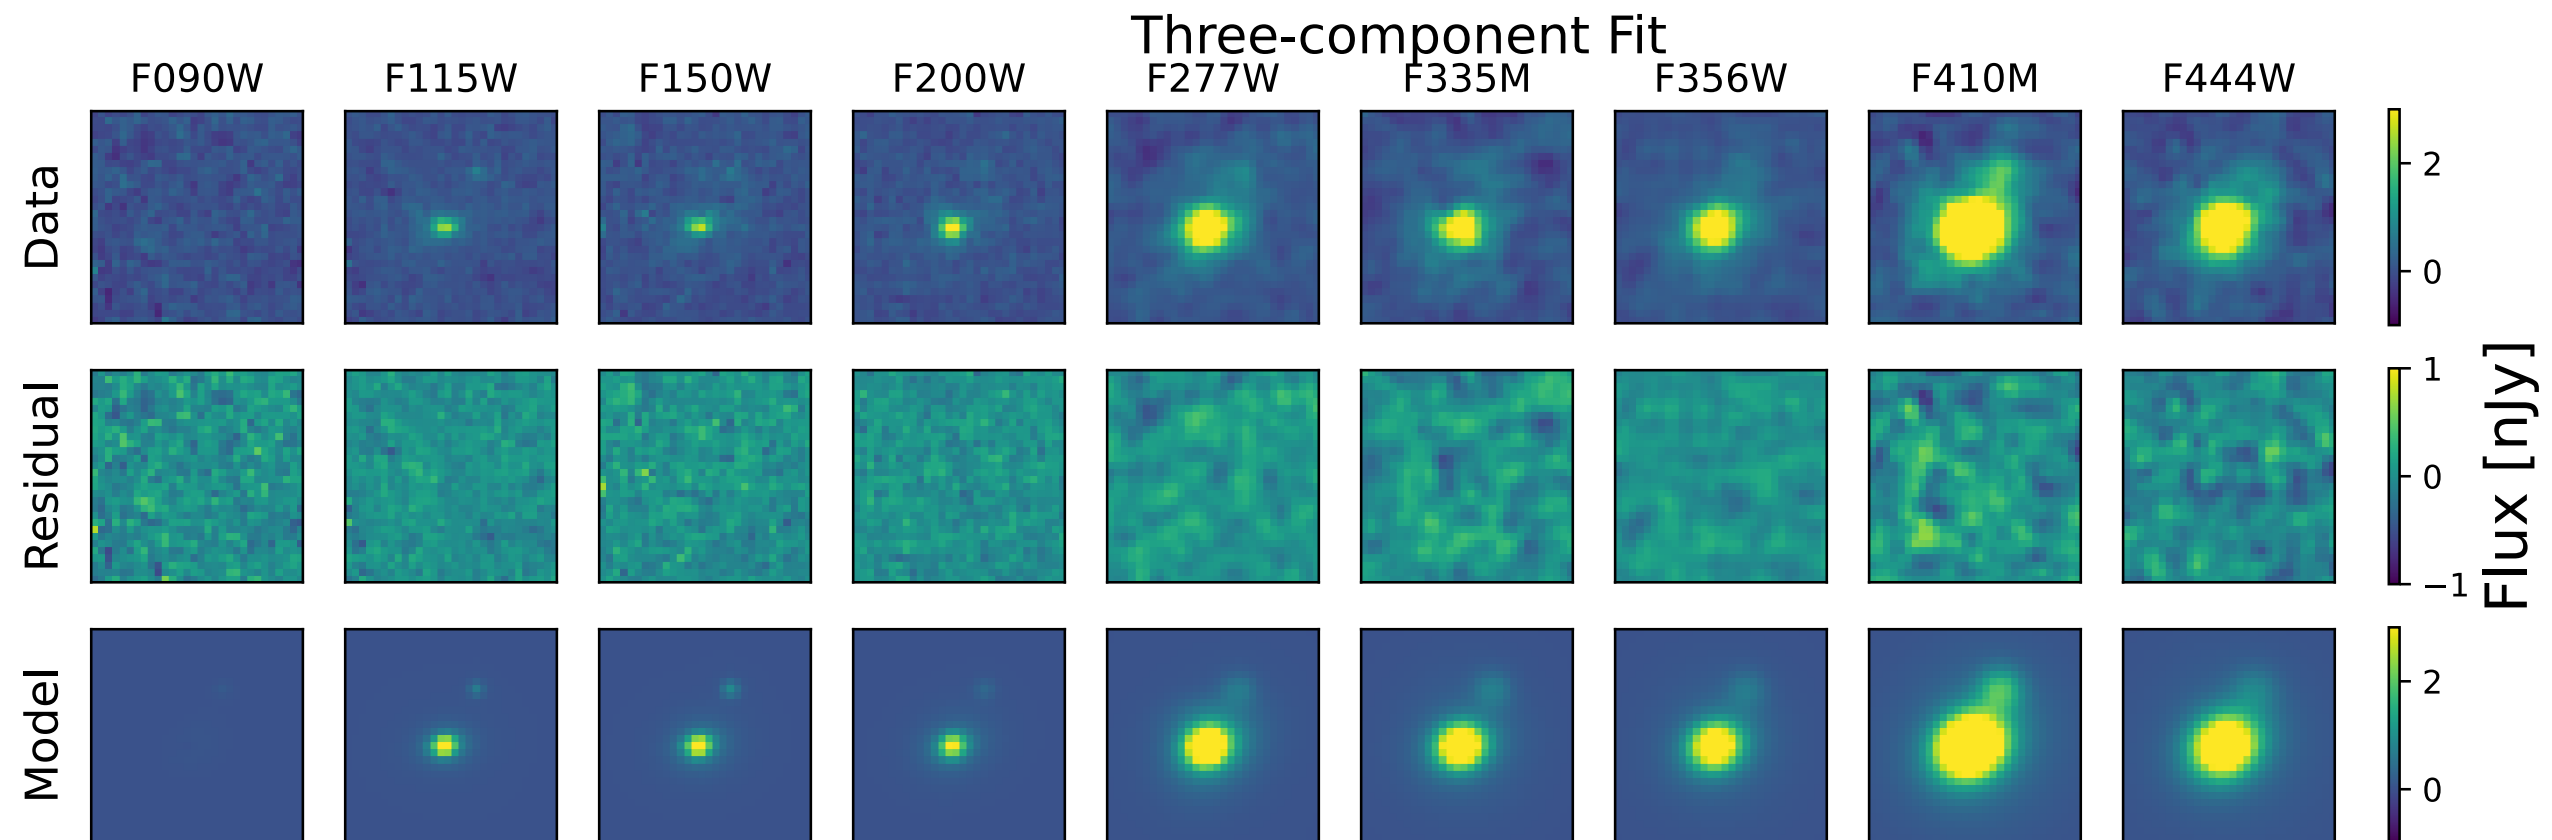 Three-component Fit
F090W F115W F150W F200W F277W F335M F356W F410M F444W
Data
2
0
Residual
1
0
−1
Flux [nJy]
Model
2
0